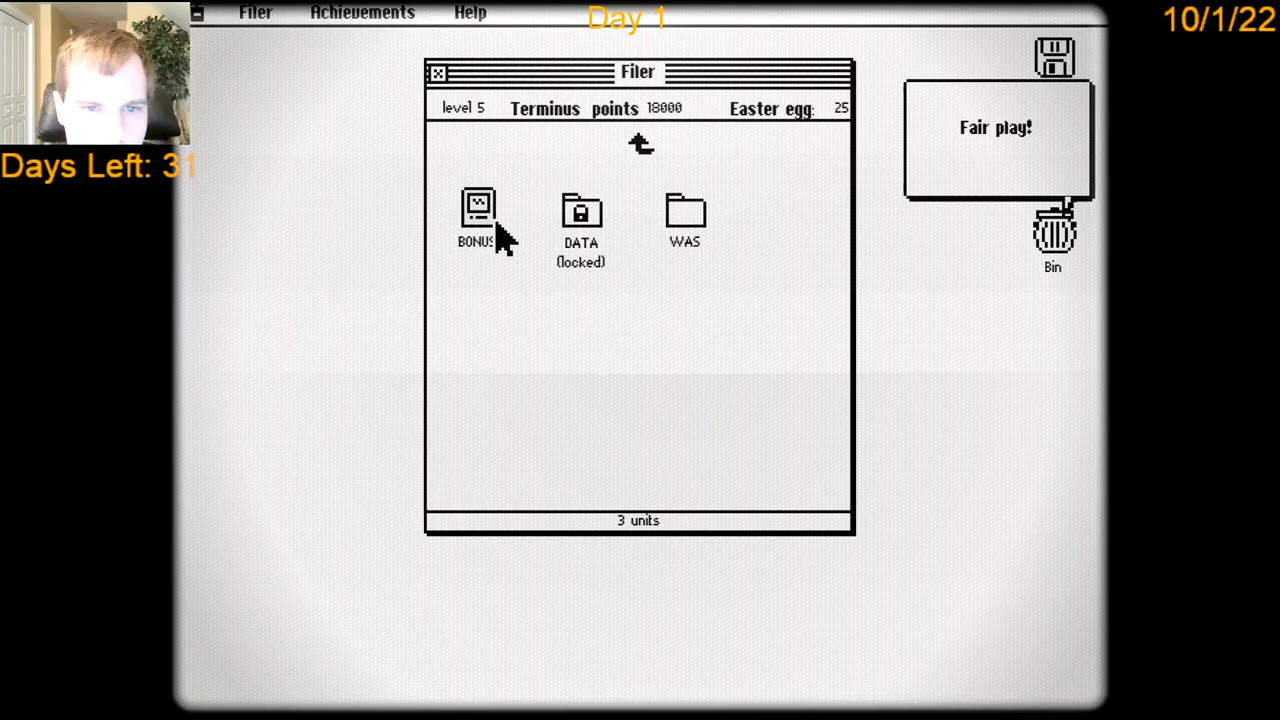 Filer Achievements Help
Day 1
10/1/22
Days Left: 31
Filer
level 5 Terminus points 18000 Easter egg: 25
Fair play!
BONUS
DATA
(locked)
WAS
Bin
3 units